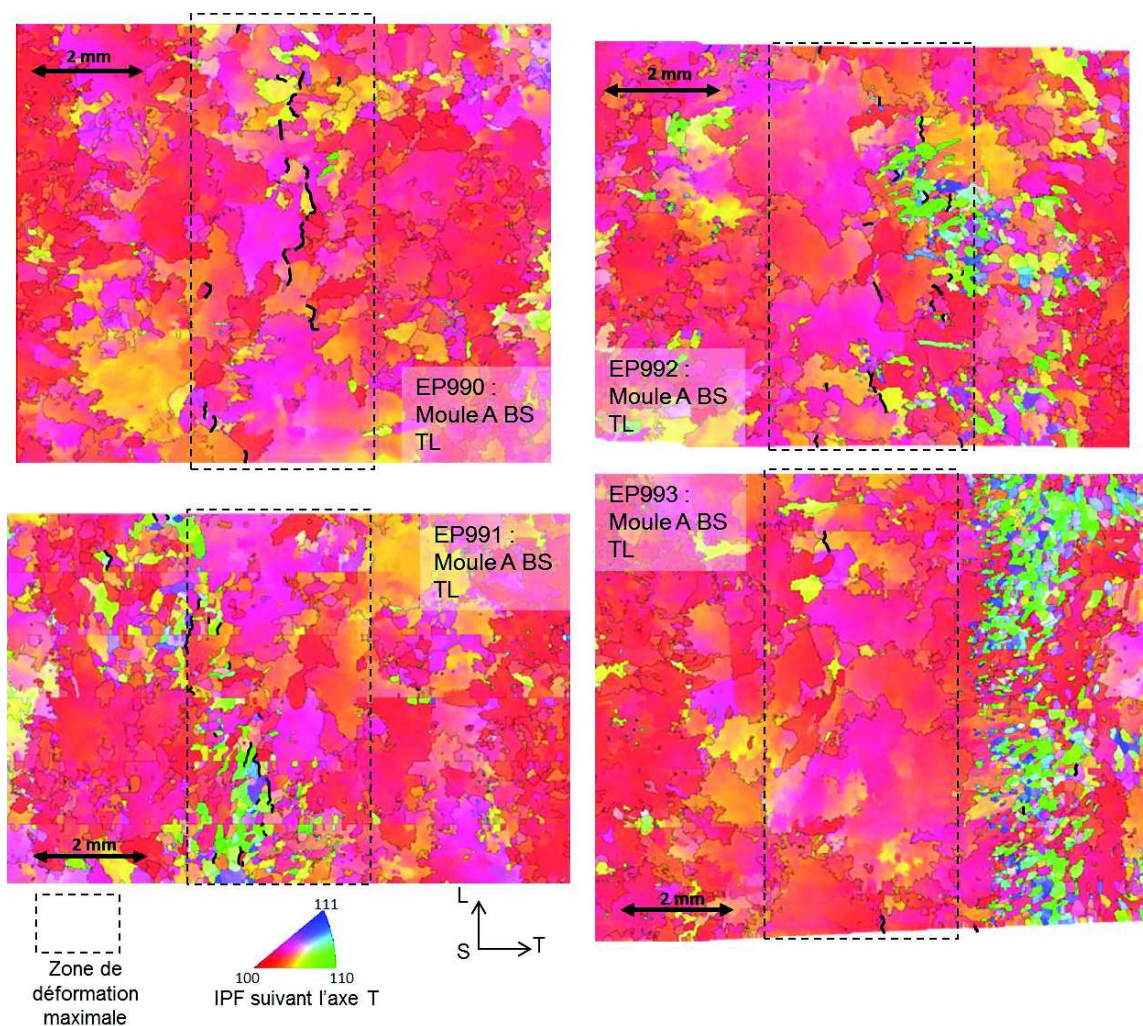 2 mm
EP990 :
Moule A BS
TL
2 mm
EP992 :
Moule A BS
TL
EP991 :
Moule A BS
TL
2 mm
EP993 :
Moule A BS
TL
2 mm
Zone de
déformation
maximale
111
100
110
IPF suivant l'axe T
L
S
T